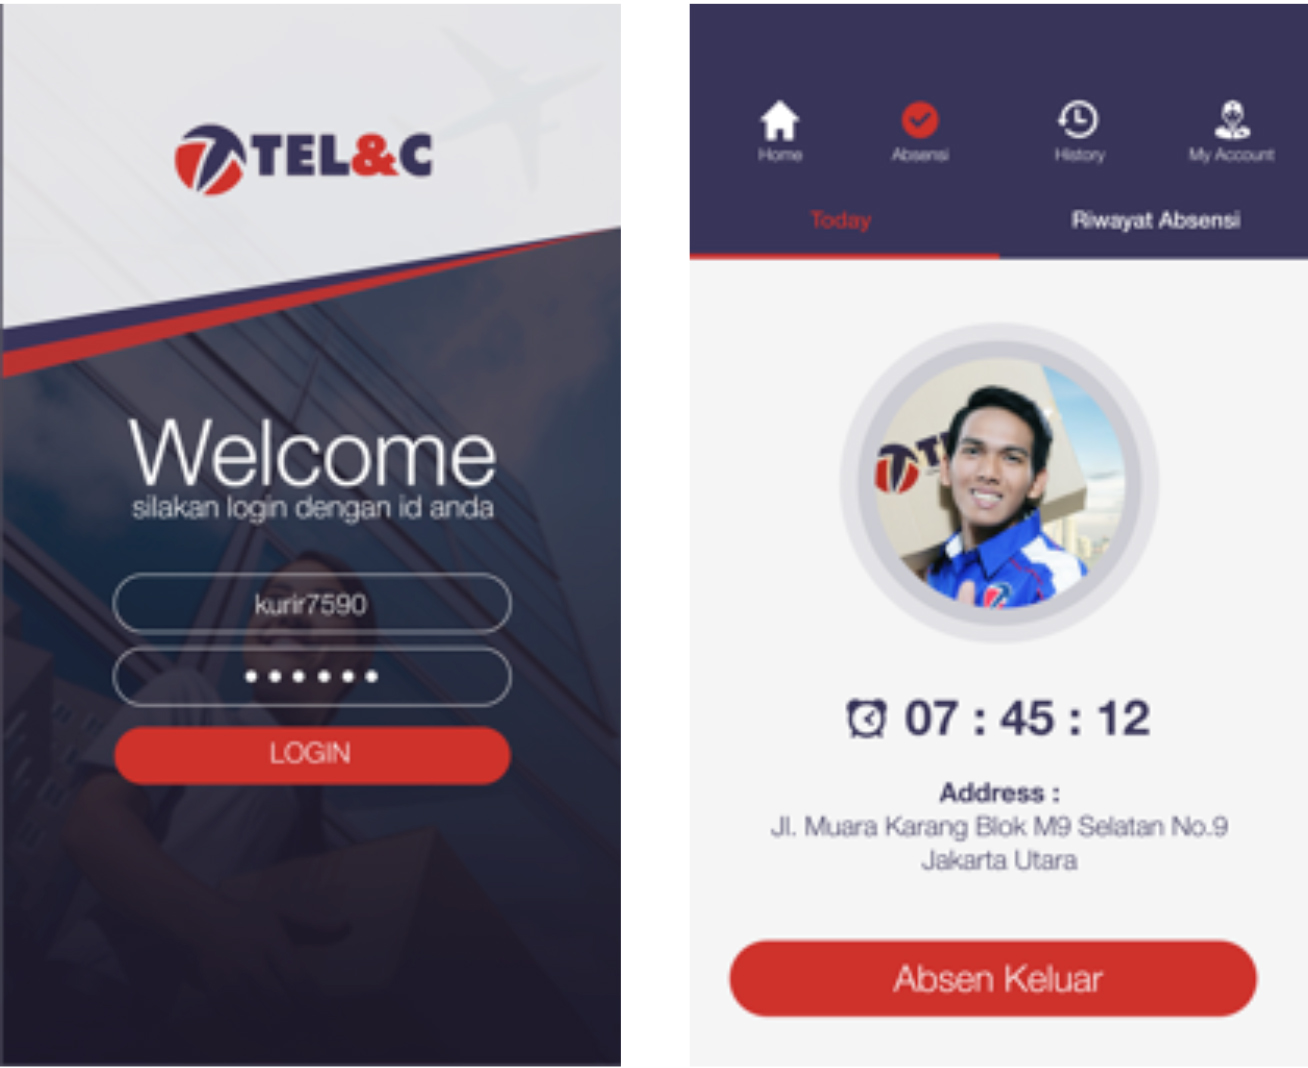 TEL&C
Welcome
silakan login dengan id anda
kurir7590
LOGIN
Home
Absensi
History
My Account
Today
Riwayat Absensi
07 : 45 : 12
Address :
Jl. Muara Karang Blok M9 Selatan No.9
Jakarta Utara
Absen Keluar